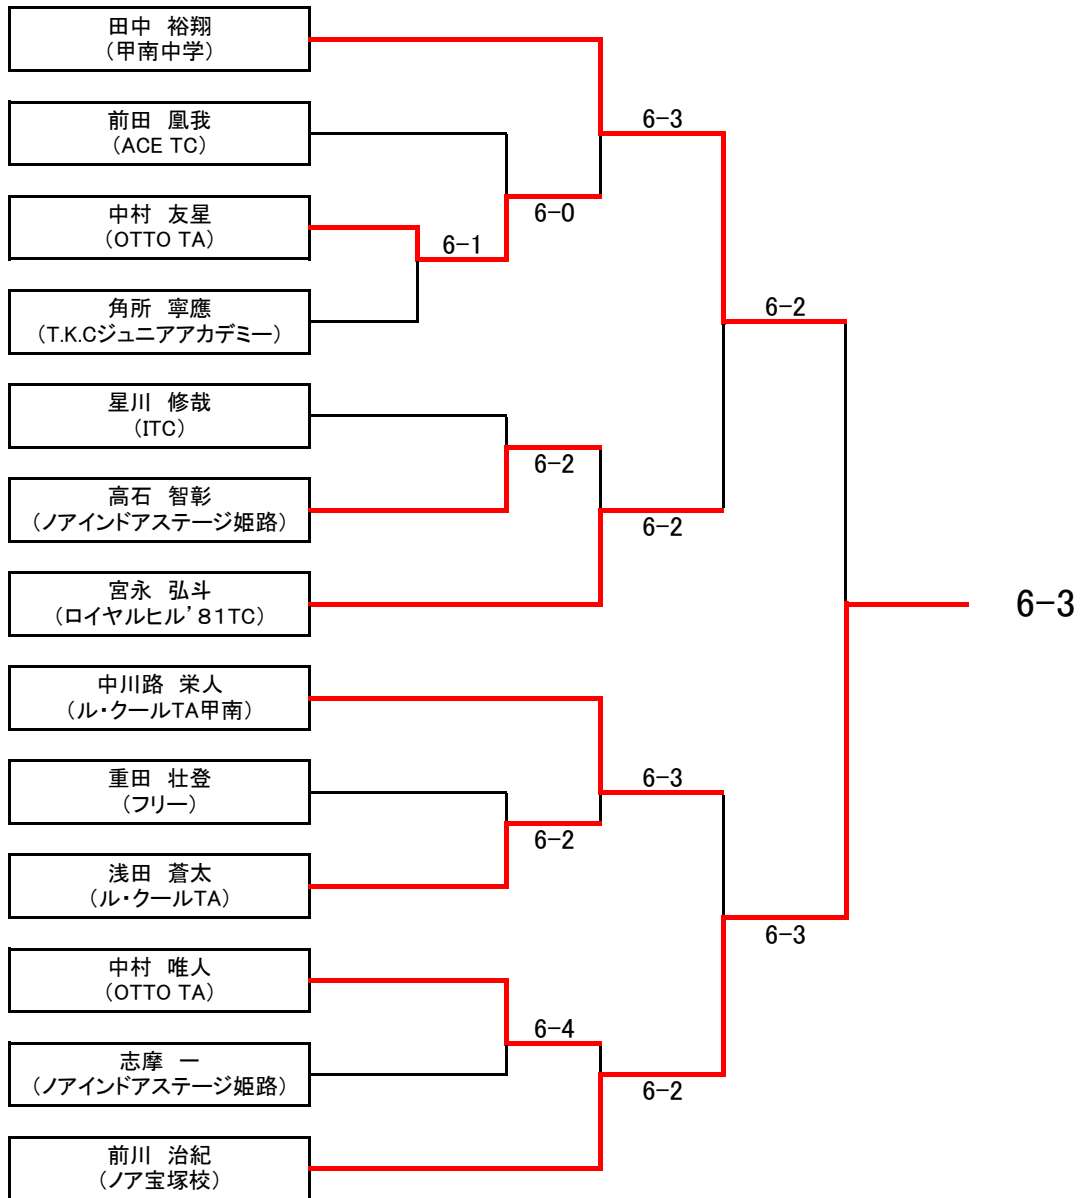 田中　裕翔
（甲南中学）
前田　凰我
（ACE TC）
中村　友星
（OTTO TA）
角所　寧應
（T.K.Cジュニアアカデミー）
星川　修哉
（ITC）
高石　智彰
（ノアインドアステージ姫路）
宮永　弘斗
（ロイヤルヒル’８１TC）
中川路　栄人
（ル・クールTA甲南）
重田　壮登
（フリー）
浅田　蒼太
（ル・クールTA）
中村　唯人
（OTTO TA）
志摩　一
（ノアインドアステージ姫路）
前川　治紀
（ノア宝塚校）
6-1
6-0
6-2
6-2
6-4
6-3
6-2
6-3
6-2
6-2
6-3
6-3